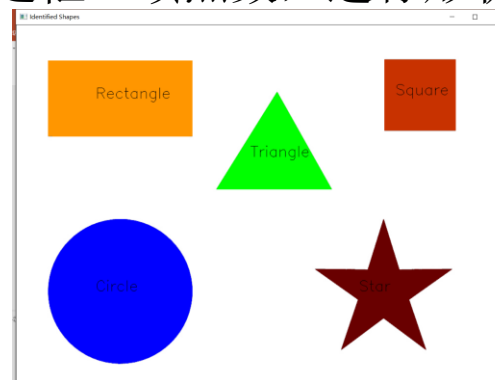 Identified Shapes
Rectangle
Square
Triangle
Circle
Star